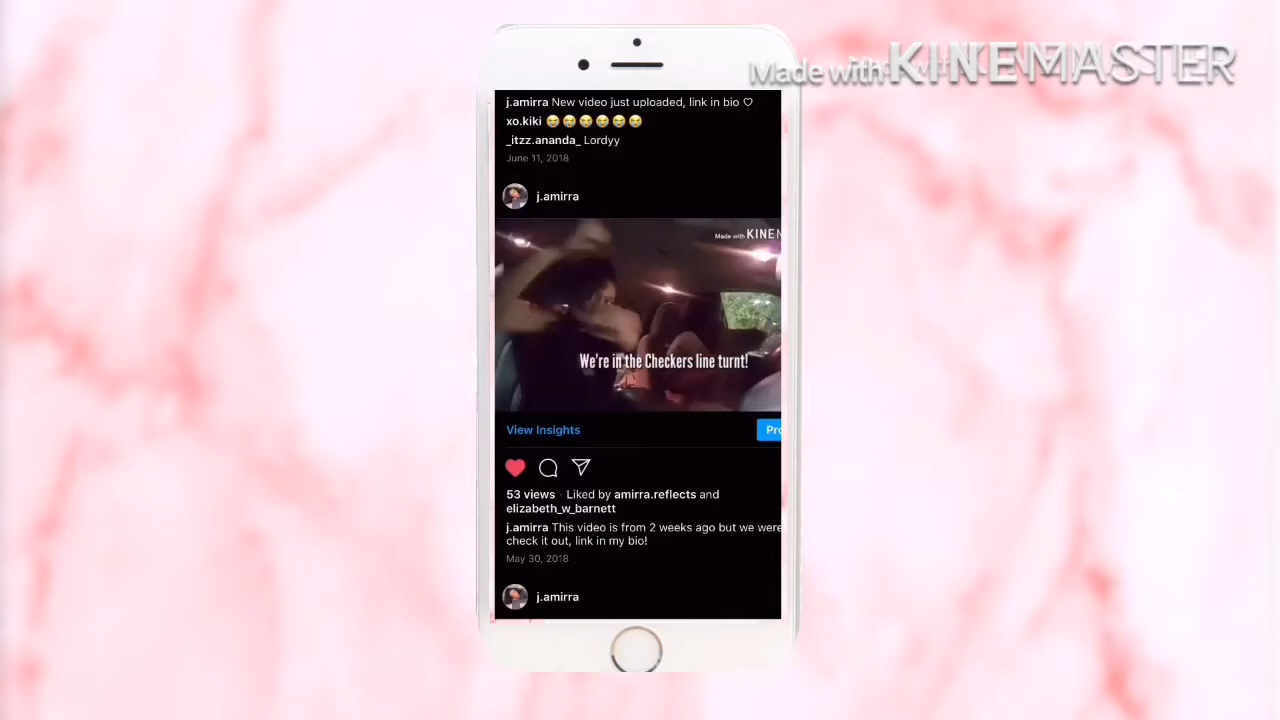 Made with KINEMASTER
j.amirra New video just uploaded, link in bio ♡
xo.kiki 😂😂😂😂😂😂
_itzz.ananda_ Lordyy
June 11, 2018
j.amirra
Made with KINEM
We're in the Checkers line turnt!
View Insights
Pro
53 views · Liked by amirra.reflects and
elizabeth_w_barnett
j.amirra This video is from 2 weeks ago but we were
check it out, link in my bio!
May 30, 2018
j.amirra